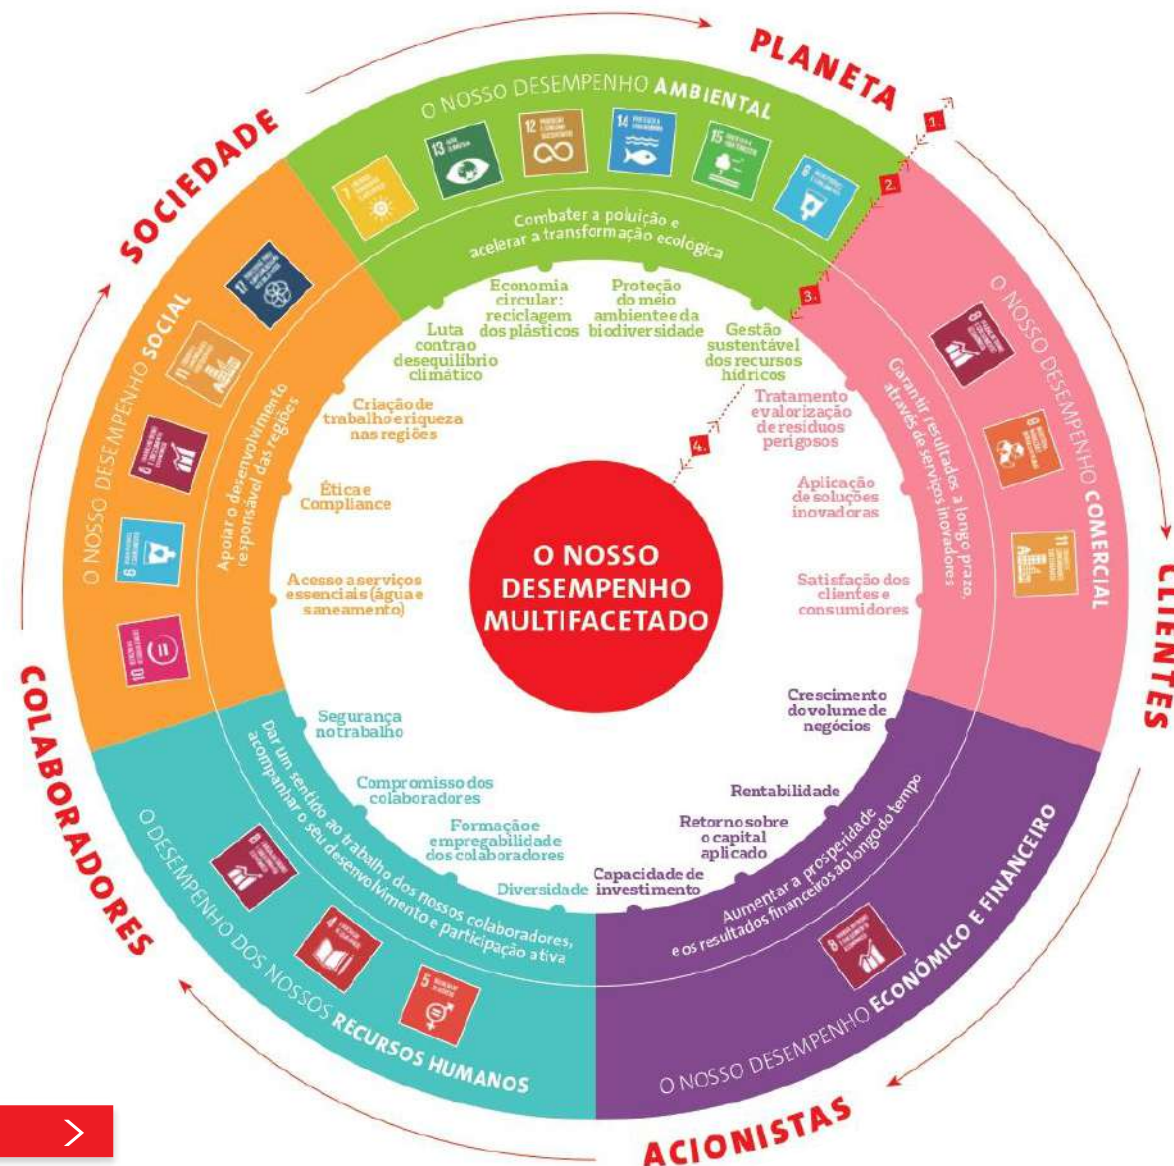 PLANETA
1.
2.
3.
4.
O NOSSO DESEMPENHO AMBIENTAL
7
13
12
14
15
6
Combater a poluição e
acelerar a transformação ecológica
Luta
contra o
desequilíbrio
climático
Economia
circular:
reciclagem
dos plásticos
Proteção
do meio
ambiente e da
biodiversidade
Gestão
sustentável
dos recursos
hídricos
CLIENTES
O NOSSO DESEMPENHO COMERCIAL
8
9
11
Garantir resultados a longo prazo,
através de serviços inovadores
Tratamento
e valorização
de resíduos
perigosos
Aplicação
de soluções
inovadoras
Satisfação dos
clientes e
consumidores
ACIONISTAS
O NOSSO DESEMPENHO ECONÓMICO E FINANCEIRO
8
Aumentar a prosperidade
e os resultados financeiros ao longo do tempo
Crescimento
do volume de
negócios
Rentabilidade
Retorno sobre
o capital
aplicado
Capacidade de
investimento
COLABORADORES
O DESEMPENHO DOS NOSSOS RECURSOS HUMANOS
8
4
5
Dar um sentido ao trabalho dos nossos colaboradores,
acompanhar o seu desenvolvimento e participação ativa
Segurança
no trabalho
Compromisso dos
colaboradores
Formação e
empregabilidade
dos colaboradores
Diversidade
SOCIEDADE
O NOSSO DESEMPENHO SOCIAL
17
11
8
6
10
Apoiar o desenvolvimento
responsável das regiões
Criação de
trabalho e riqueza
nas regiões
Ética e
Compliance
Acesso a serviços
essenciais (água e
saneamento)
O NOSSO
DESEMPENHO
MULTIFACETADO